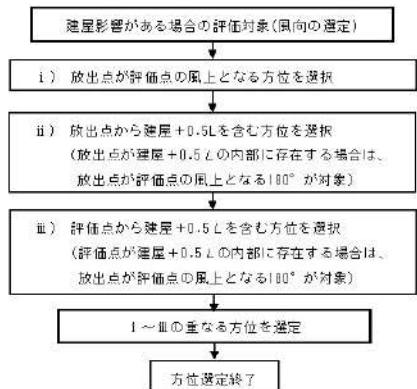 建屋影響がある場合の評価対象(風向の選定)
ⅰ) 放出点が評価点の風上となる方位を選択
ⅱ) 放出点から建屋+0.5Lを含む方位を選択
(放出点が建屋+0.5Lの内部に存在する場合は、
放出点が評価点の風上となる180°が対象)
ⅲ) 評価点から建屋+0.5Lを含む方位を選択
(評価点が建屋+0.5Lの内部に存在する場合は、
放出点が評価点の風上となる180°が対象)
ⅰ～ⅲの重なる方位を選定
方位選定終了